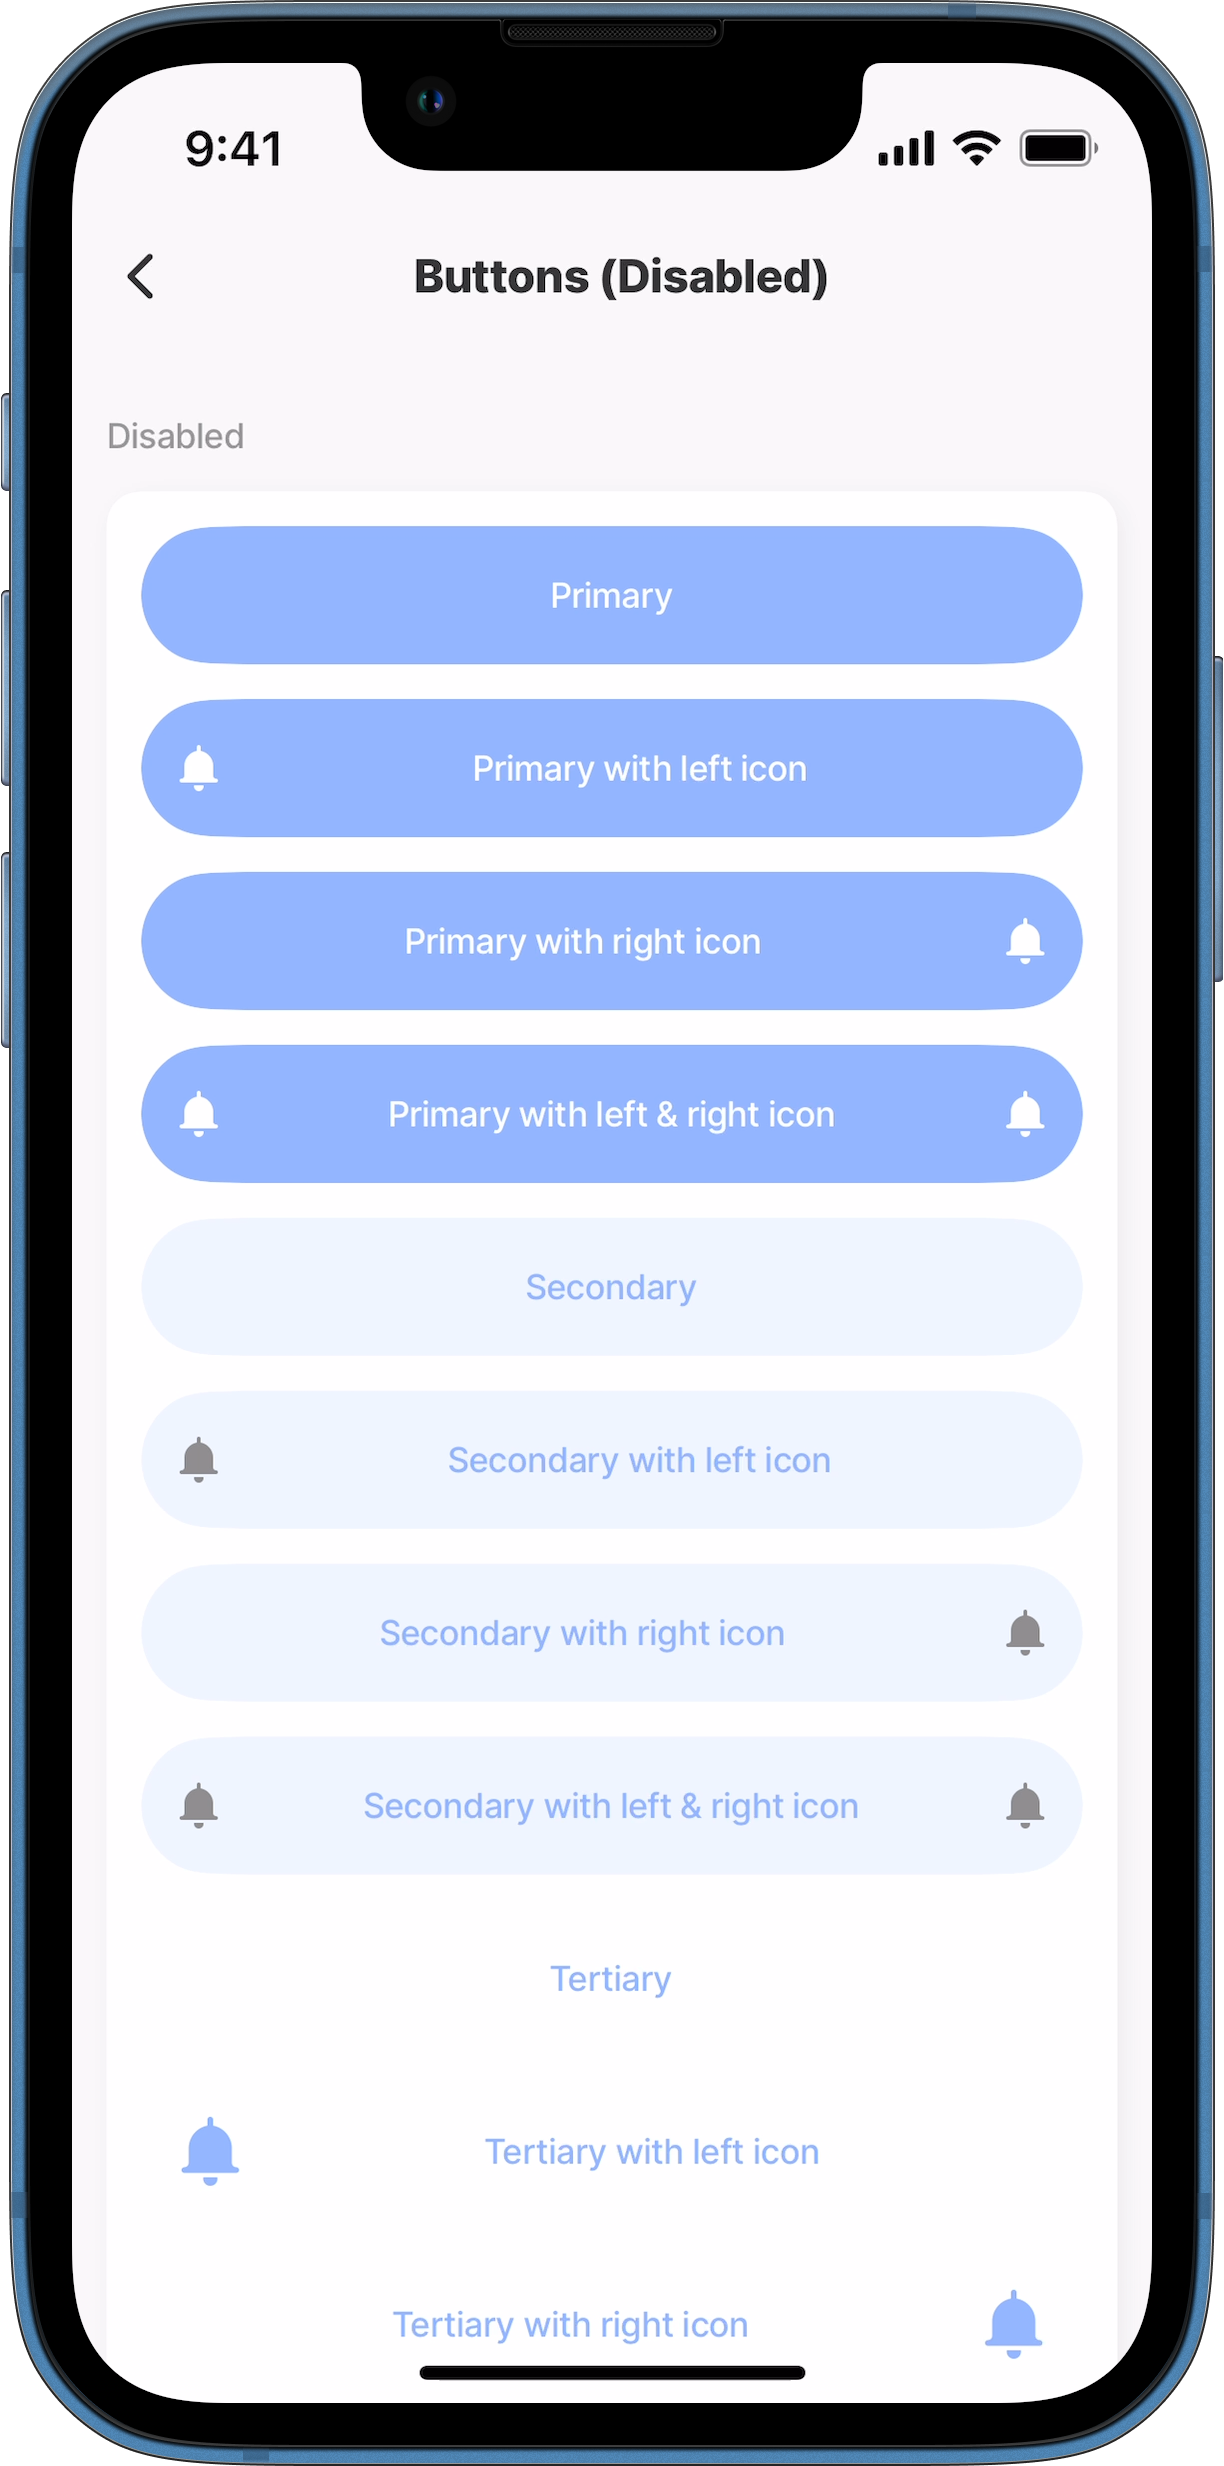 9:41
Buttons (Disabled)
Disabled
Primary
Primary with left icon
Primary with right icon
Primary with left & right icon
Secondary
Secondary with left icon
Secondary with right icon
Secondary with left & right icon
Tertiary
Tertiary with left icon
Tertiary with right icon